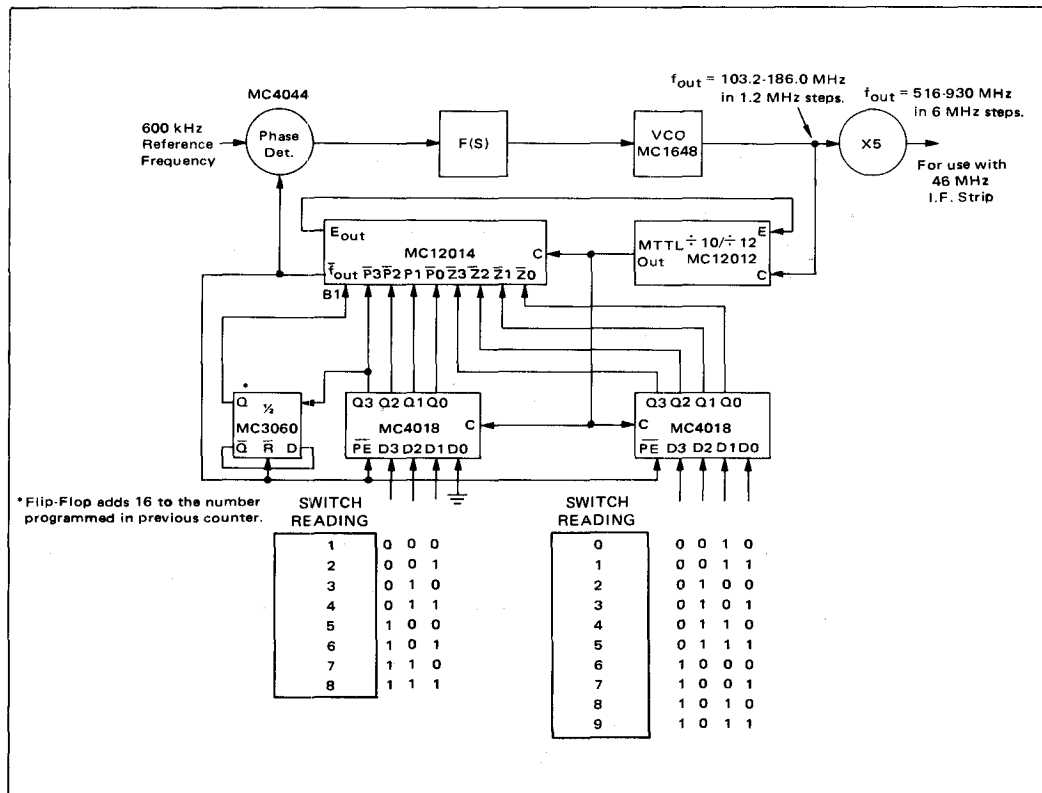 MC4044
600 kHz
Reference
Frequency
Phase
Det.
F(S)
VCO
MC1648
fout = 103.2-186.0 MHz
in 1.2 MHz steps.
fout = 516-930 MHz
in 6 MHz steps.
X5
For use with
46 MHz
I.F. Strip
Eout
MC12014
C
f̅out P̅3 P̅2 P1 P̅0 Z̅3 Z̅2 Z̅1 Z̅0
B1
MTTL ÷10/÷12
Out MC12012
E
C
*
Q ½
MC3060
Q̅ R̅ D
Q3 Q2 Q1 Q0
C
MC4018
P̅E̅ D3 D2 D1 D0
Q3 Q2 Q1 Q0
C
MC4018
P̅E̅ D3 D2 D1 D0
*Flip-Flop adds 16 to the number
programmed in previous counter.
SWITCH
READING
1 0 0 0
2 0 0 1
3 0 1 0
4 0 1 1
5 1 0 0
6 1 0 1
7 1 1 0
8 1 1 1
SWITCH
READING
0 0 0 1 0
1 0 0 1 1
2 0 1 0 0
3 0 1 0 1
4 0 1 1 0
5 0 1 1 1
6 1 0 0 0
7 1 0 0 1
8 1 0 1 0
9 1 0 1 1